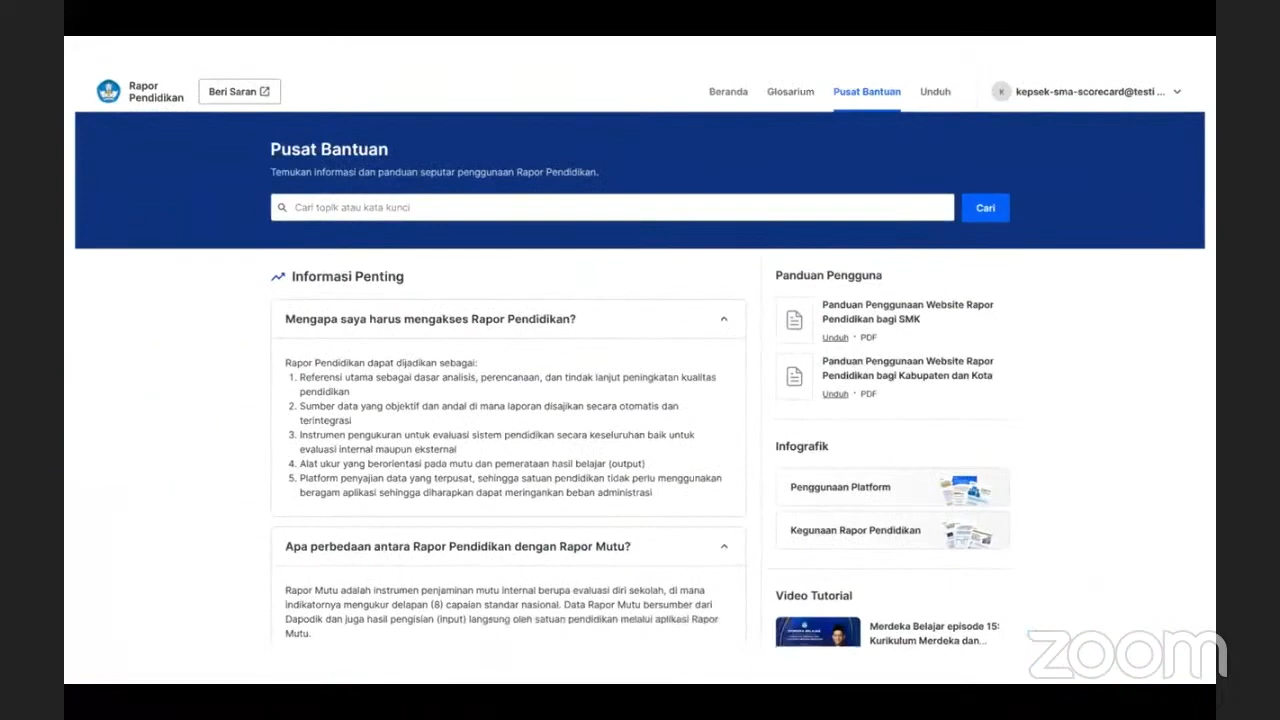 Rapor
Pendidikan
Beri Saran
Beranda
Glosarium
Pusat Bantuan
Unduh
K
kepsek-sma-scorecard@testi ...
Pusat Bantuan
Temukan informasi dan panduan seputar penggunaan Rapor Pendidikan.
Cari topik atau kata kunci
Cari
Informasi Penting
Mengapa saya harus mengakses Rapor Pendidikan?
Rapor Pendidikan dapat dijadikan sebagai:
1. Referensi utama sebagai dasar analisis, perencanaan, dan tindak lanjut peningkatan kualitas
pendidikan
2. Sumber data yang objektif dan andal di mana laporan disajikan secara otomatis dan
terintegrasi
3. Instrumen pengukuran untuk evaluasi sistem pendidikan secara keseluruhan baik untuk
evaluasi internal maupun eksternal
4. Alat ukur yang berorientasi pada mutu dan pemerataan hasil belajar (output)
5. Platform penyajian data yang terpusat, sehingga satuan pendidikan tidak perlu menggunakan
beragam aplikasi sehingga diharapkan dapat meringankan beban administrasi
Apa perbedaan antara Rapor Pendidikan dengan Rapor Mutu?
Rapor Mutu adalah instrumen penjaminan mutu internal berupa evaluasi diri sekolah, di mana
indikatornya mengukur delapan (8) capaian standar nasional. Data Rapor Mutu bersumber dari
Dapodik dan juga hasil pengisian (input) langsung oleh satuan pendidikan melalui aplikasi Rapor
Mutu.
Panduan Pengguna
Panduan Penggunaan Website Rapor
Pendidikan bagi SMK
Unduh · PDF
Panduan Penggunaan Website Rapor
Pendidikan bagi Kabupaten dan Kota
Unduh · PDF
Infografik
Penggunaan Platform
Kegunaan Rapor Pendidikan
Video Tutorial
Merdeka Belajar episode 15:
Kurikulum Merdeka dan...
zoom